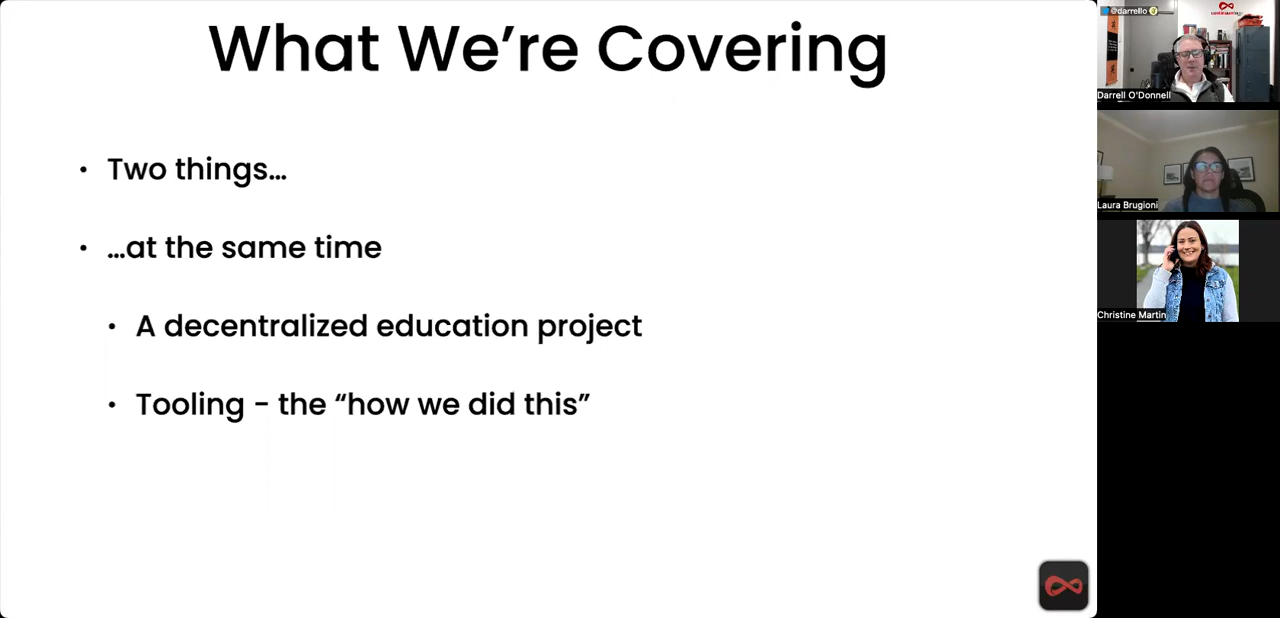 What We’re Covering
• Two things…
• …at the same time
• A decentralized education project
• Tooling - the “how we did this”
@darrello
Darrell O'Donnell
Laura Brugioni
Christine Martin